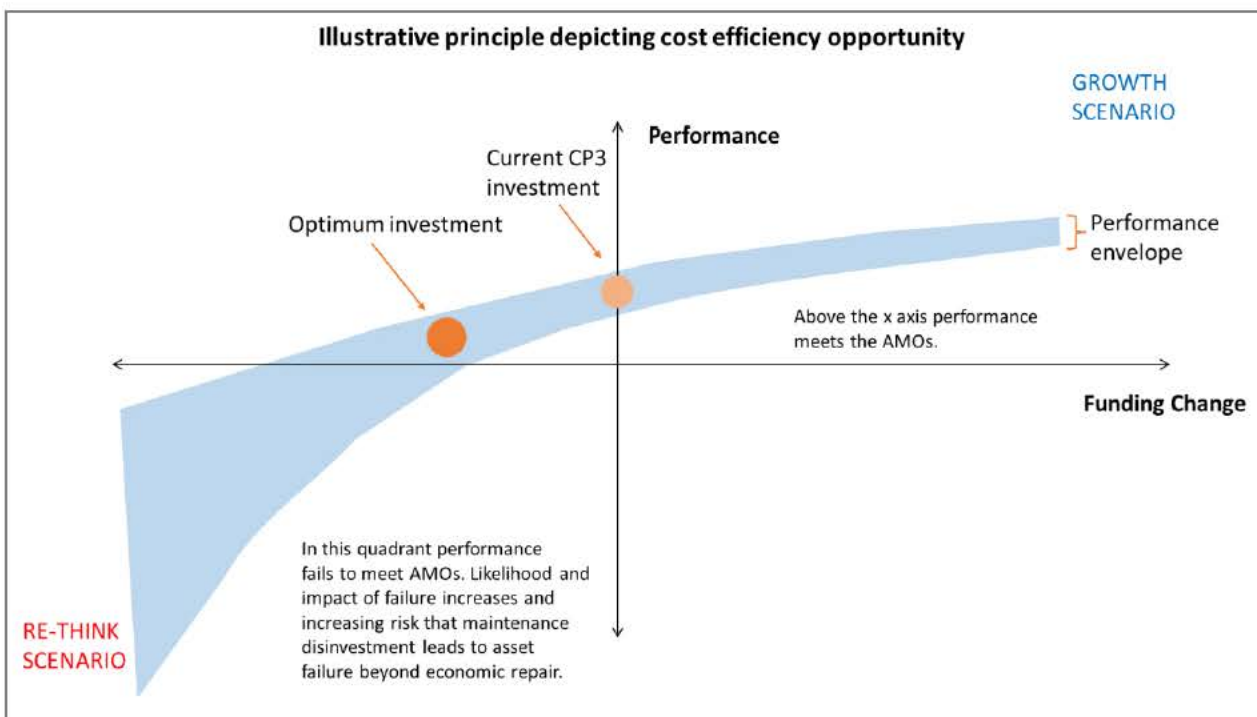 Illustrative principle depicting cost efficiency opportunity
GROWTH
SCENARIO
Performance
Current CP3
investment
Optimum investment
Performance
envelope
Above the x axis performance
meets the AMOs.
Funding Change
In this quadrant performance
fails to meet AMOs. Likelihood and
impact of failure increases and
increasing risk that maintenance
disinvestment leads to asset
failure beyond economic repair.
RE-THINK
SCENARIO